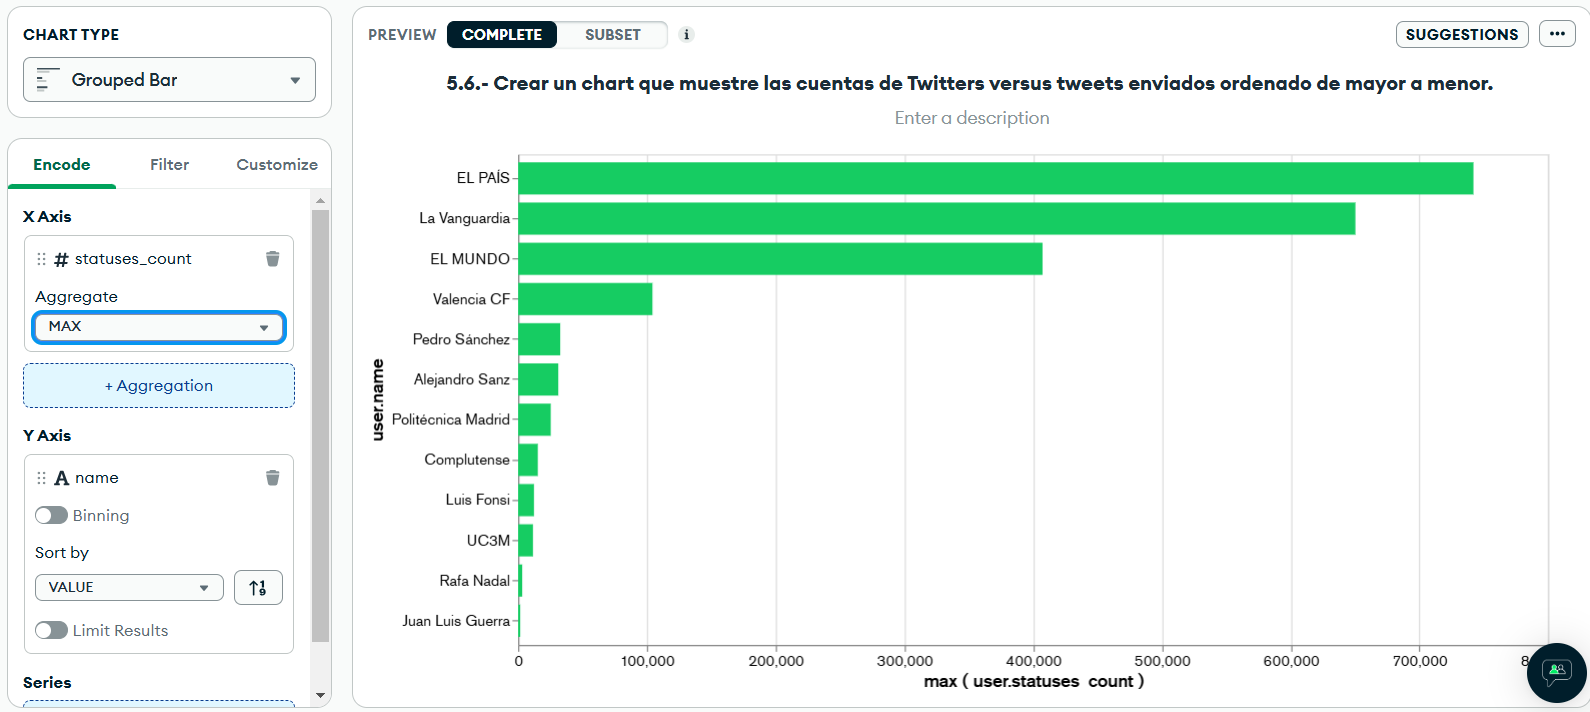 CHART TYPE
Grouped Bar
Encode Filter Customize
X Axis
# statuses_count
Aggregate
MAX
+ Aggregation
Y Axis
A name
Binning
Sort by
VALUE
1
9
Limit Results
Series
PREVIEW COMPLETE SUBSET i
SUGGESTIONS
5.6.- Crear un chart que muestre las cuentas de Twitters versus tweets enviados ordenado de mayor a menor.
Enter a description
user.name
EL PAÍS
La Vanguardia
EL MUNDO
Valencia CF
Pedro Sánchez
Alejandro Sanz
Politécnica Madrid
Complutense
Luis Fonsi
UC3M
Rafa Nadal
Juan Luis Guerra
0 100,000 200,000 300,000 400,000 500,000 600,000 700,000
max ( user.statuses count )